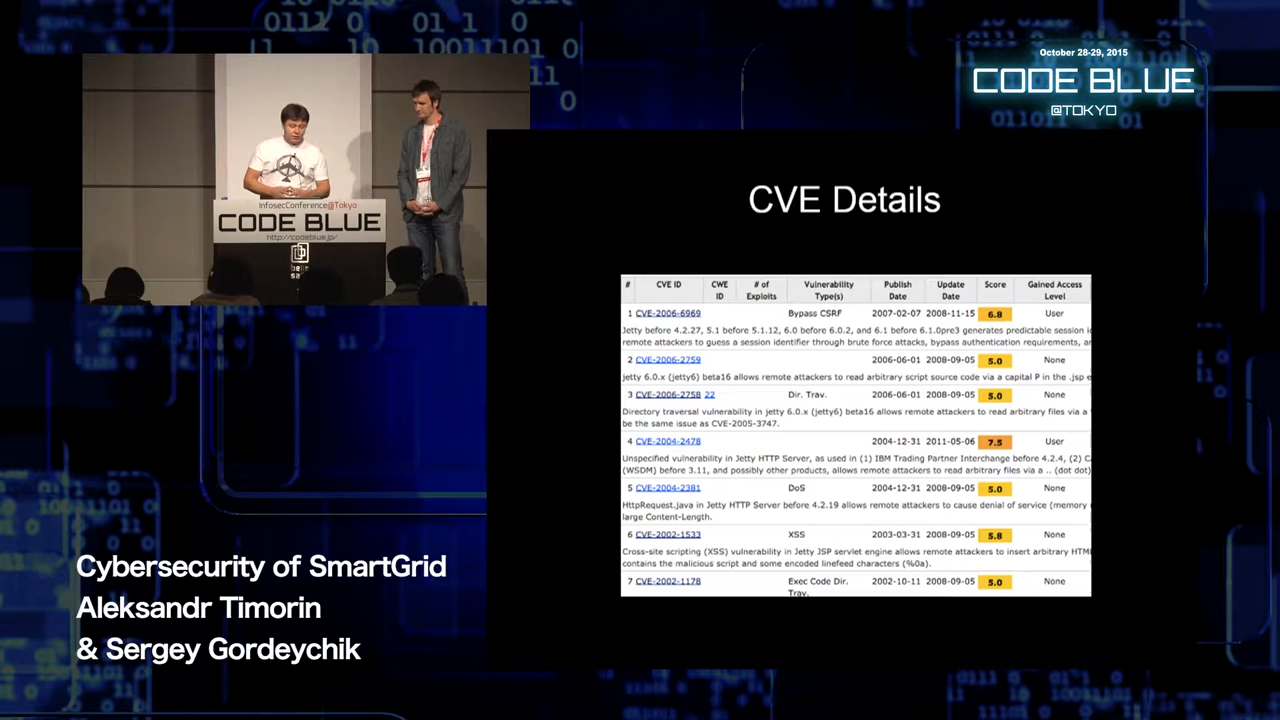 October 28-29, 2015
CODE BLUE
@TOKYO
InfosecConference@Tokyo
CODE BLUE
http://codeblue.jp/
CVE Details
# CVE ID CWE ID # of Exploits Vulnerability Type(s) Publish Date Update Date Score Gained Access Level
1 CVE-2006-6969 Bypass CSRF 2007-02-07 2008-11-15 6.8 User
Jetty before 4.2.27, 5.1 before 5.1.12, 6.0 before 6.0.2, and 6.1 before 6.1.0pre3 generates predictable session
remote attackers to guess a session identifier through brute force attacks, bypass authentication requirements,
2 CVE-2006-2759 2006-06-01 2008-09-05 5.0 None
jetty 6.0.x (jetty6) beta16 allows remote attackers to read arbitrary script source code via a capital P in the .jsp
3 CVE-2006-2758 22 Dir. Trav. 2006-06-01 2008-09-05 5.0 None
Directory traversal vulnerability in jetty 6.0.x (jetty6) beta16 allows remote attackers to read arbitrary files via a
be the same issue as CVE-2005-3747.
4 CVE-2004-2478 2004-12-31 2011-05-06 7.5 User
Unspecified vulnerability in Jetty HTTP Server, as used in (1) IBM Trading Partner Interchange before 4.2.4, (2)
(WSDM) before 3.11, and possibly other products, allows remote attackers to read arbitrary files via a .. (dot dot)
5 CVE-2004-2381 DoS 2004-12-31 2008-09-05 5.0 None
HttpRequest.java in Jetty HTTP Server before 4.2.19 allows remote attackers to cause denial of service (memory
large Content-Length.
6 CVE-2002-1533 XSS 2003-03-31 2008-09-05 5.8 None
Cross-site scripting (XSS) vulnerability in Jetty JSP servlet engine allows remote attackers to insert arbitrary
contains the malicious script and some encoded linefeed characters (%0a).
7 CVE-2002-1178 Exec Code Dir. Trav. 2002-10-11 2008-09-05 5.0 None
Cybersecurity of SmartGrid
Aleksandr Timorin
& Sergey Gordeychik